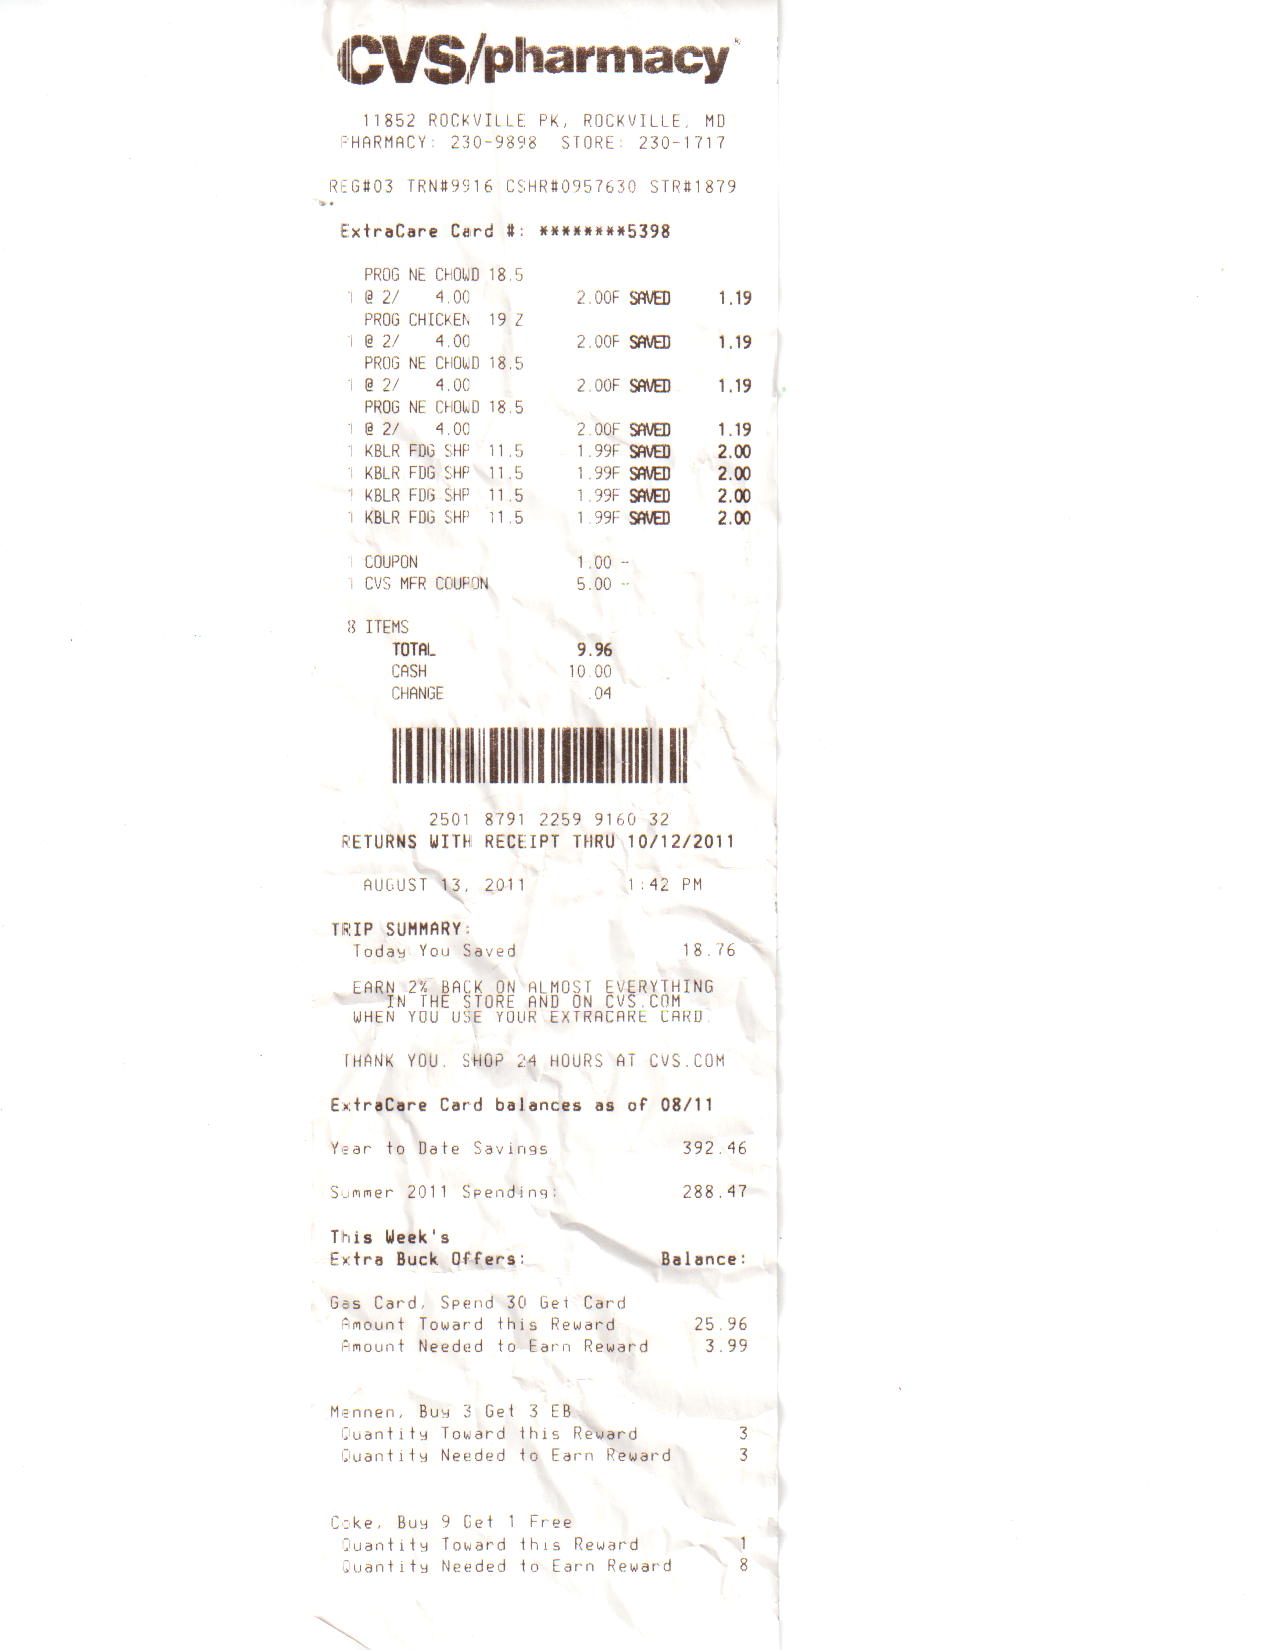 CVS/pharmacy
11852 ROCKVILLE PK, ROCKVILLE, MD
PHARMACY: 230-9898 STORE: 230-1717
REG#03 TRN#9916 CSHR#0957630 STR#1879
ExtraCare Card #: ********5398
PROG NE CHOWD 18.5
1 @ 2/ 4.00 2.00F SAVED 1.19
PROG CHICKEN 19 Z
1 @ 2/ 4.00 2.00F SAVED 1.19
PROG NE CHOWD 18.5
1 @ 2/ 4.00 2.00F SAVED 1.19
PROG NE CHOWD 18.5
1 @ 2/ 4.00 2.00F SAVED 1.19
1 KBLR FDG SHP 11.5 1.99F SAVED 2.00
1 KBLR FDG SHP 11.5 1.99F SAVED 2.00
1 KBLR FDG SHP 11.5 1.99F SAVED 2.00
1 KBLR FDG SHP 11.5 1.99F SAVED 2.00
1 COUPON 1.00 -
1 CVS MFR COUPON 5.00 -
8 ITEMS
TOTAL 9.96
CASH 10.00
CHANGE .04
2501 8791 2259 9160 32
RETURNS WITH RECEIPT THRU 10/12/2011
AUGUST 13, 2011 1:42 PM
TRIP SUMMARY:
Today You Saved 18.76
EARN 2% BACK ON ALMOST EVERYTHING
IN THE STORE AND ON CVS.COM
WHEN YOU USE YOUR EXTRACARE CARD.
THANK YOU. SHOP 24 HOURS AT CVS.COM
ExtraCare Card balances as of 08/11
Year to Date Savings 392.46
Summer 2011 Spending: 288.47
This Week's
Extra Buck Offers: Balance:
Gas Card, Spend 30 Get Card
Amount Toward this Reward 25.96
Amount Needed to Earn Reward 3.99
Mennen, Buy 3 Get 3 EB
Quantity Toward this Reward 3
Quantity Needed to Earn Reward 3
Coke, Buy 9 Get 1 Free
Quantity Toward this Reward 1
Quantity Needed to Earn Reward 8